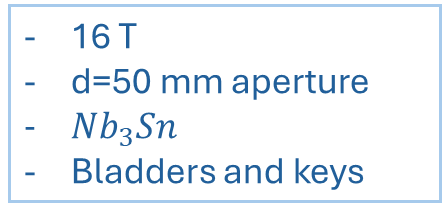 - 16 T
- d=50 mm aperture
- Nb₃Sn
- Bladders and keys